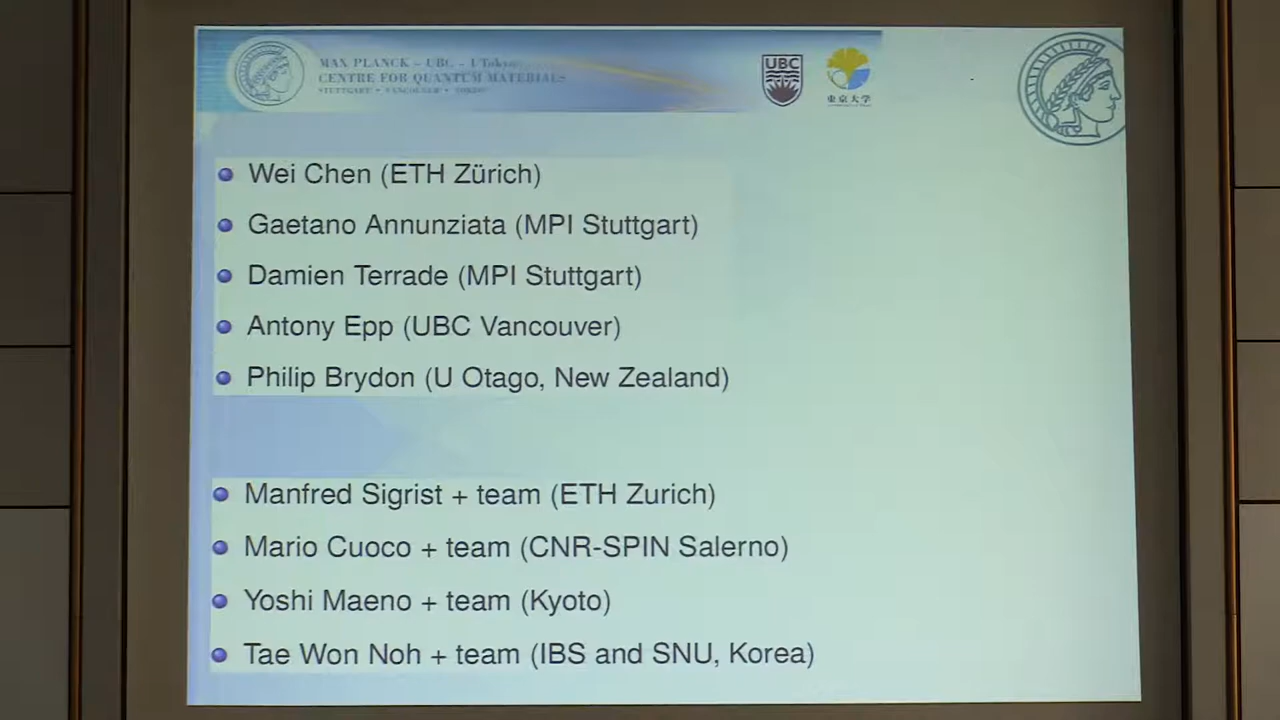 MAX PLANCK – UBC – UTokyo
CENTRE FOR QUANTUM MATERIALS
STUTTGART • VANCOUVER • TOKYO
UBC
東京大学
Wei Chen (ETH Zürich)
Gaetano Annunziata (MPI Stuttgart)
Damien Terrade (MPI Stuttgart)
Antony Epp (UBC Vancouver)
Philip Brydon (U Otago, New Zealand)
Manfred Sigrist + team (ETH Zurich)
Mario Cuoco + team (CNR-SPIN Salerno)
Yoshi Maeno + team (Kyoto)
Tae Won Noh + team (IBS and SNU, Korea)